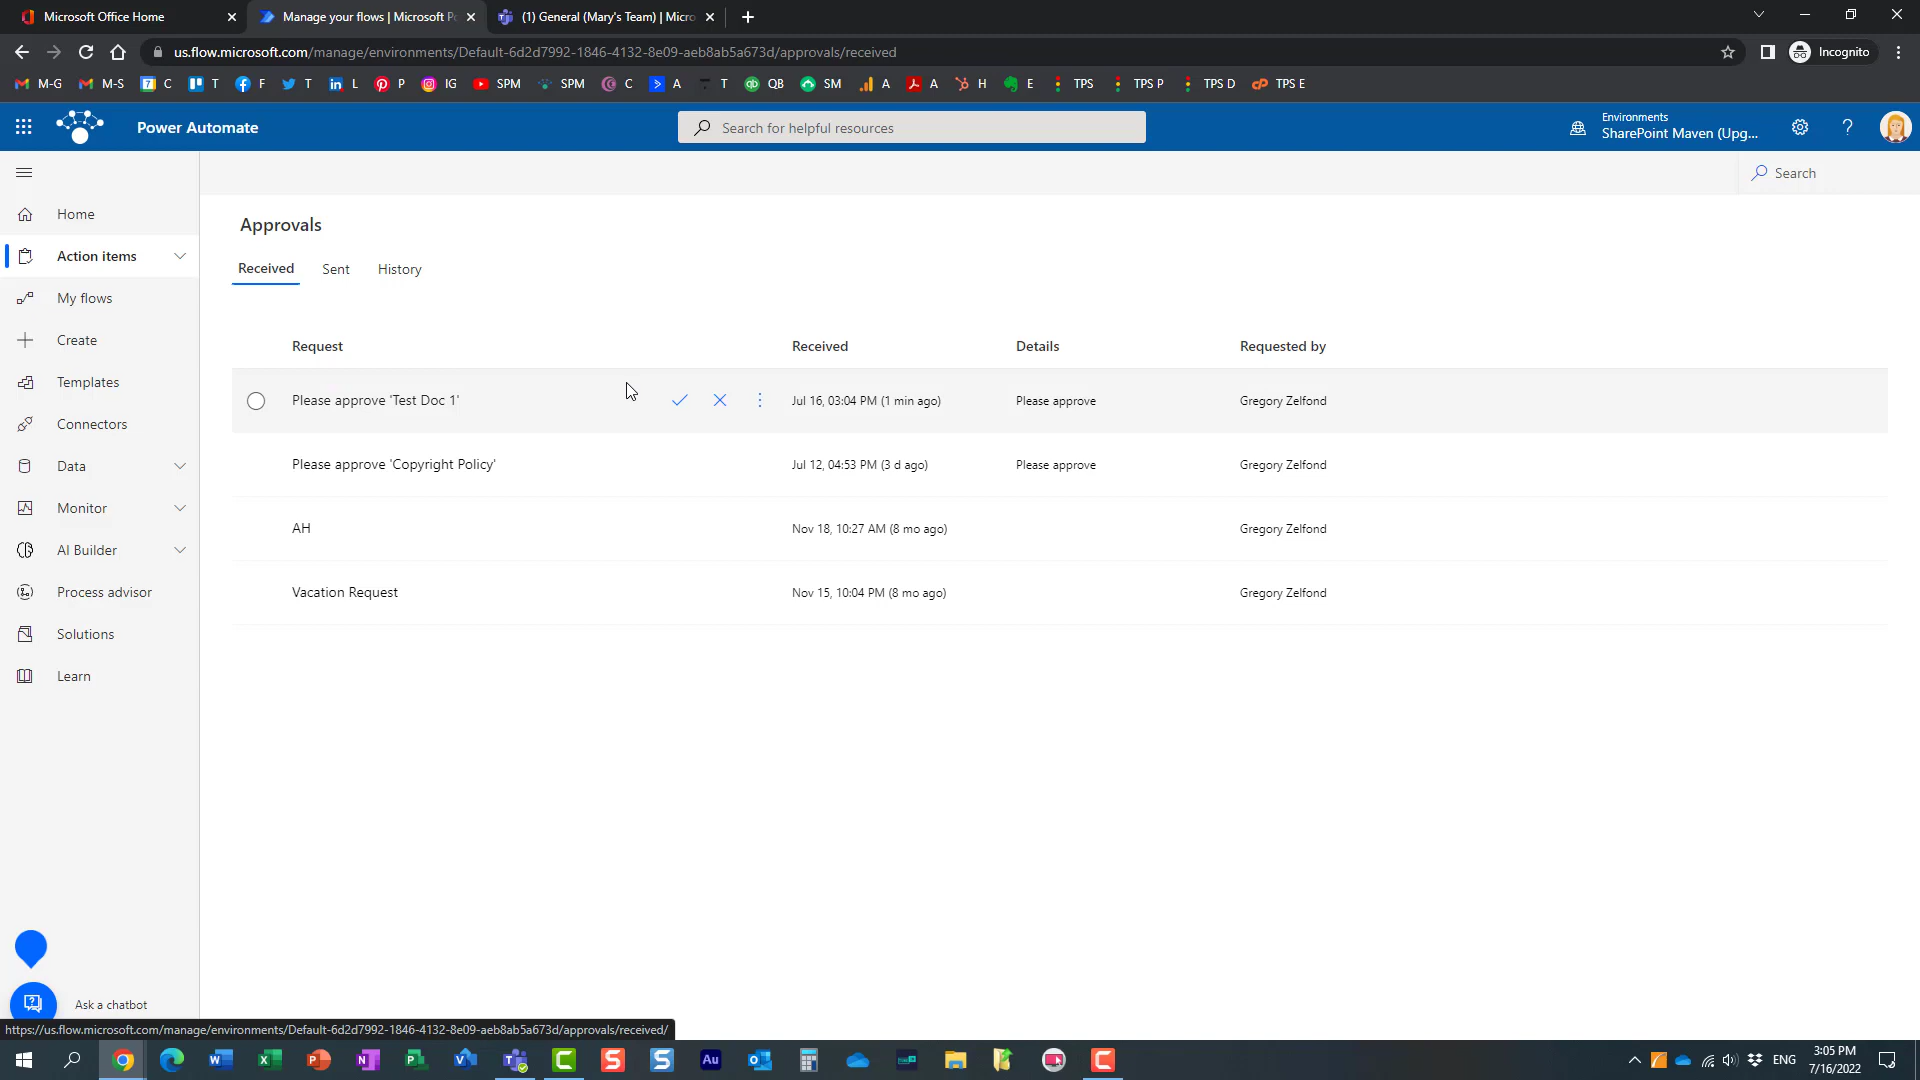 Microsoft Office Home
Manage your flows | Microsoft Po
(1) General (Mary's Team) | Micro
us.flow.microsoft.com/manage/environments/Default-6d2d7992-1846-4132-8e09-aeb8ab5a673d/approvals/received
Incognito
M-G
M-S
C
T
F
T
L
P
IG
SPM
SPM
C
A
T
QB
SM
A
A
H
E
TPS
TPS P
TPS D
TPS E
Power Automate
Search for helpful resources
Environments
SharePoint Maven (Upg...
Search
Home
Action items
My flows
Create
Templates
Connectors
Data
Monitor
AI Builder
Process advisor
Solutions
Learn
Ask a chatbot
Approvals
Received Sent History
Request Received Details Requested by
Please approve 'Test Doc 1' Jul 16, 03:04 PM (1 min ago) Please approve Gregory Zelfond
Please approve 'Copyright Policy' Jul 12, 04:53 PM (3 d ago) Please approve Gregory Zelfond
AH Nov 18, 10:27 AM (8 mo ago) Gregory Zelfond
Vacation Request Nov 15, 10:04 PM (8 mo ago) Gregory Zelfond
https://us.flow.microsoft.com/manage/environments/Default-6d2d7992-1846-4132-8e09-aeb8ab5a673d/approvals/received/
ENG
3:05 PM
7/16/2022